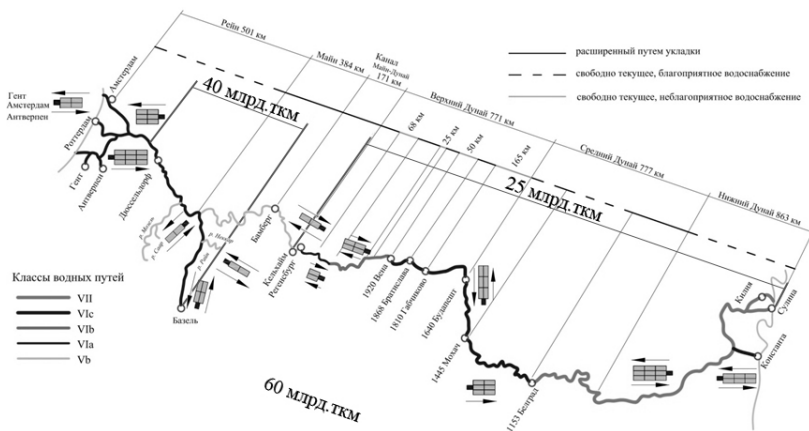 Рейн 501 км
Майн 384 км
Канал
Майн-Дунай
171 км
Верхний Дунай 771 км
Средний Дунай 777 км
Нижний Дунай 863 км
расширенный путем укладки
свободно текущее, благоприятное водоснабжение
свободно текущее, неблагоприятное водоснабжение
40 МЛРД.ТКМ
25 МЛРД.ТКМ
60 МЛРД.ТКМ
68 км
25 км
50 км
165 км
Гент
Амстердам
Антверпен
Амстердам
Роттердам
Гент
Антверпен
Дюссельдорф
р. Мозель
р. Саар
р. Неккар
р. Рейн
Базель
Бамберг
Кельхайм
Регенсбург
1920 Вена
1868 Братислава
1810 Габчиково
1640 Будапешт
1445 Мохач
1153 Белград
Килия
Сулина
Константа
Классы водных путей
VII
VIc
VIb
VIa
Vb